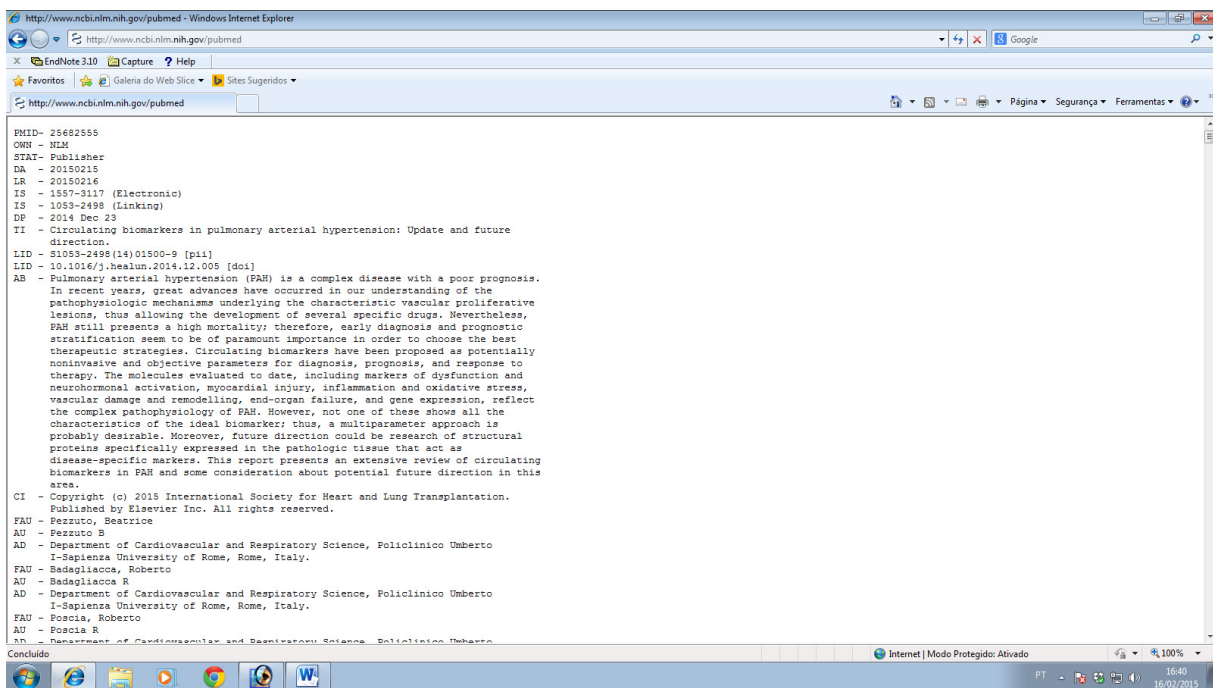 http://www.ncbi.nlm.nih.gov/pubmed - Windows Internet Explorer
http://www.ncbi.nlm.nih.gov/pubmed
Google
X EndNote 3.10 Capture ? Help
Favoritos Galeria do Web Slice Sites Sugeridos
http://www.ncbi.nlm.nih.gov/pubmed
Página Segurança Ferramentas
PMID- 25682555
OWN - NLM
STAT- Publisher
DA  - 20150215
LR  - 20150216
IS  - 1557-3117 (Electronic)
IS  - 1053-2498 (Linking)
DP  - 2014 Dec 23
TI  - Circulating biomarkers in pulmonary arterial hypertension: Update and future
direction.
LID - S1053-2498(14)01500-9 [pii]
LID - 10.1016/j.healun.2014.12.005 [doi]
AB  - Pulmonary arterial hypertension (PAH) is a complex disease with a poor prognosis.
In recent years, great advances have occurred in our understanding of the
pathophysiologic mechanisms underlying the characteristic vascular proliferative
lesions, thus allowing the development of several specific drugs. Nevertheless,
PAH still presents a high mortality; therefore, early diagnosis and prognostic
stratification seem to be of paramount importance in order to choose the best
therapeutic strategies. Circulating biomarkers have been proposed as potentially
noninvasive and objective parameters for diagnosis, prognosis, and response to
therapy. The molecules evaluated to date, including markers of dysfunction and
neurohormonal activation, myocardial injury, inflammation and oxidative stress,
vascular damage and remodelling, end-organ failure, and gene expression, reflect
the complex pathophysiology of PAH. However, not one of these shows all the
characteristics of the ideal biomarker; thus, a multiparameter approach is
probably desirable. Moreover, future direction could be research of structural
proteins specifically expressed in the pathologic tissue that act as
disease-specific markers. This report presents an extensive review of circulating
biomarkers in PAH and some consideration about potential future direction in this
area.
CI  - Copyright (c) 2015 International Society for Heart and Lung Transplantation.
Published by Elsevier Inc. All rights reserved.
FAU - Pezzuto, Beatrice
AU  - Pezzuto B
AD  - Department of Cardiovascular and Respiratory Science, Policlinico Umberto
I-Sapienza University of Rome, Rome, Italy.
FAU - Badagliacca, Roberto
AU  - Badagliacca R
AD  - Department of Cardiovascular and Respiratory Science, Policlinico Umberto
I-Sapienza University of Rome, Rome, Italy.
FAU - Poscia, Roberto
AU  - Poscia R
AD  - Department of Cardiovascular and Respiratory Science, Policlinico Umberto
Concluído
Internet | Modo Protegido: Ativado
100%
PT
16:40
16/02/2015